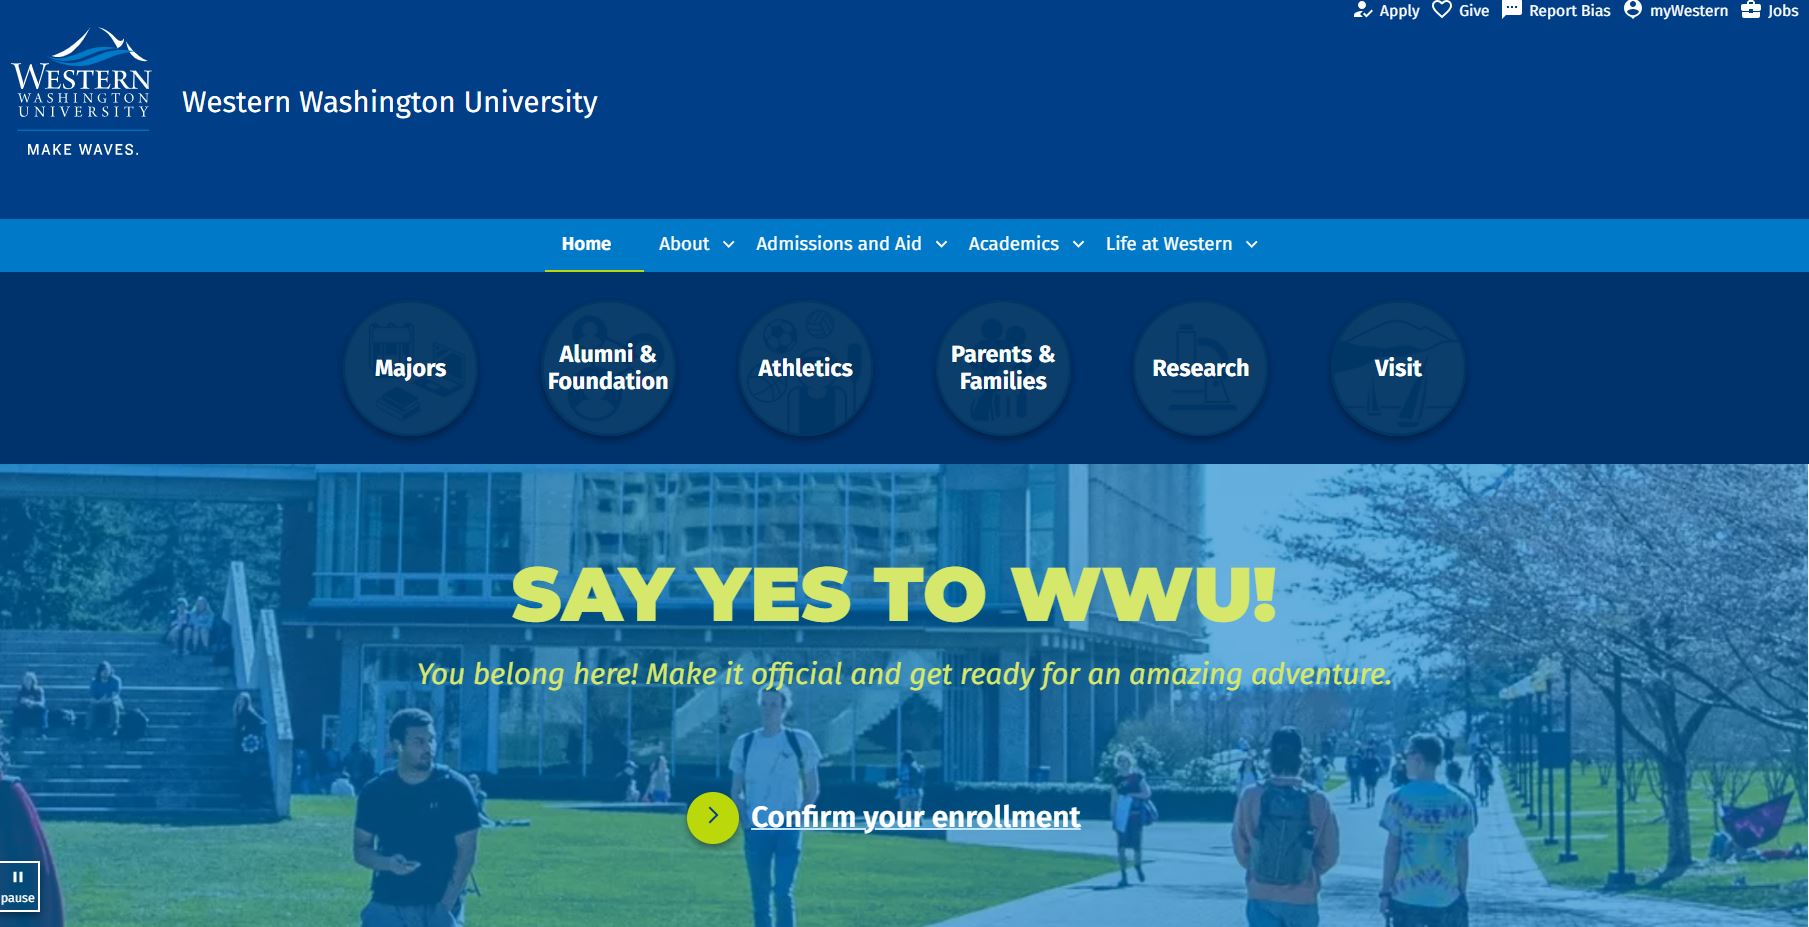 Apply Give Report Bias myWestern Jobs
WESTERN
WASHINGTON
UNIVERSITY
MAKE WAVES.
Western Washington University
Home About Admissions and Aid Academics Life at Western
Majors
Alumni &
Foundation
Athletics
Parents &
Families
Research
Visit
SAY YES TO WWU!
You belong here! Make it official and get ready for an amazing adventure.
Confirm your enrollment
pause